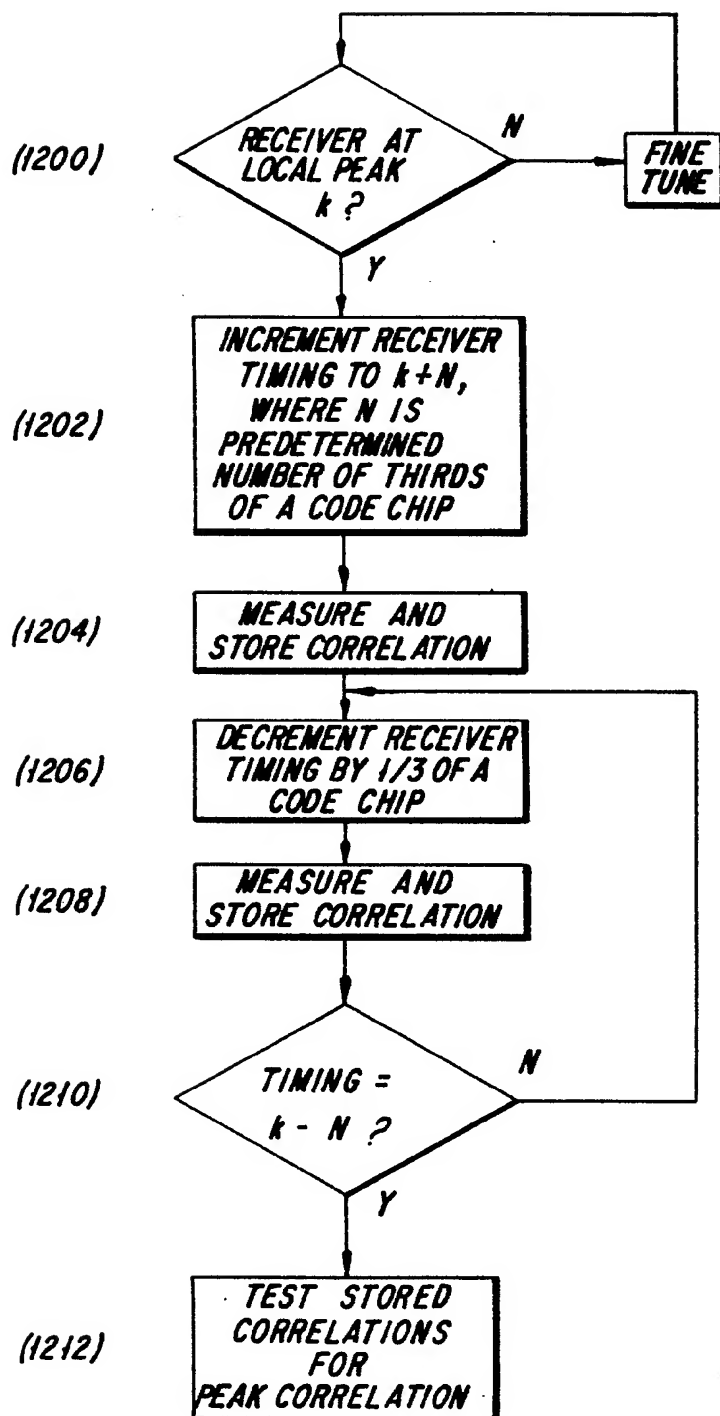 (1200)
RECEIVER AT
LOCAL PEAK
k ?
N
FINE
TUNE
Y
(1202)
INCREMENT RECEIVER
TIMING TO k+N,
WHERE N IS
PREDETERMINED
NUMBER OF THIRDS
OF A CODE CHIP
(1204)
MEASURE AND
STORE CORRELATION
(1206)
DECREMENT RECEIVER
TIMING BY 1/3 OF A
CODE CHIP
(1208)
MEASURE AND
STORE CORRELATION
(1210)
TIMING =
k - N ?
N
Y
(1212)
TEST STORED
CORRELATIONS
FOR
PEAK CORRELATION